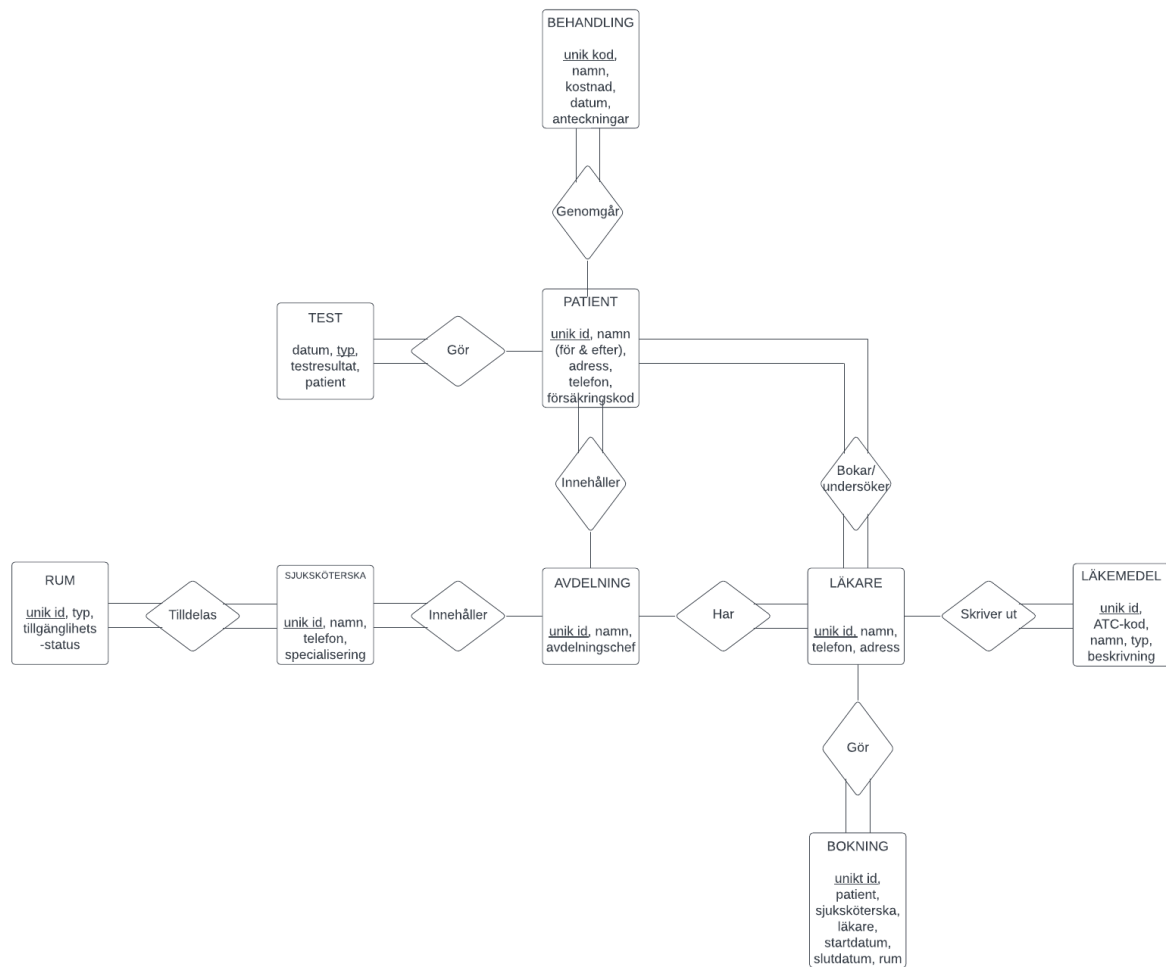 BEHANDLING
unik kod,
namn,
kostnad,
datum,
anteckningar
Genomgår
TEST
datum, typ,
testresultat,
patient
Gör
PATIENT
unik id, namn
(för & efter),
adress,
telefon,
försäkringskod
Innehåller
Bokar/
undersöker
RUM
unik id, typ,
tillgänglihets
-status
Tilldelas
SJUKSKÖTERSKA
unik id, namn,
telefon,
specialisering
Innehåller
AVDELNING
unik id, namn,
avdelningschef
Har
LÄKARE
unik id, namn,
telefon, adress
Skriver ut
LÄKEMEDEL
unik id,
ATC-kod,
namn, typ,
beskrivning
Gör
BOKNING
unikt id,
patient,
sjuksköterska,
läkare,
startdatum,
slutdatum, rum